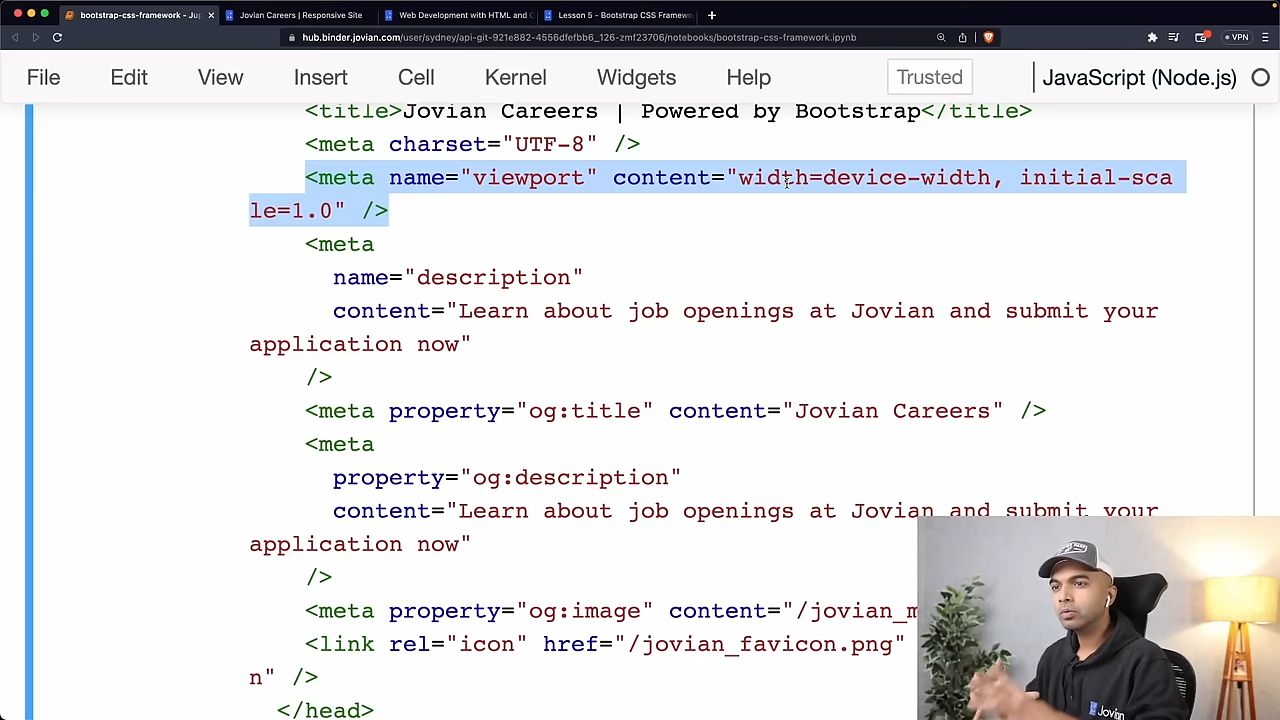 bootstrap-css-framework - Jup
Jovian Careers | Responsive Site
Web Development with HTML and C
Lesson 5 - Bootstrap CSS Framewo
hub.binder.jovian.com/user/sydney/api-git-921e882-4556dfefbb6_126-zmf23706/notebooks/bootstrap-css-framework.ipynb
VPN
File Edit View Insert Cell Kernel Widgets Help Trusted JavaScript (Node.js)
<title>Jovian Careers | Powered by Bootstrap</title>
<meta charset="UTF-8" />
<meta name="viewport" content="width=device-width, initial-sca
le=1.0" />
<meta
name="description"
content="Learn about job openings at Jovian and submit your
application now"
/>
<meta property="og:title" content="Jovian Careers" />
<meta
property="og:description"
content="Learn about job openings at Jovian and submit your
application now"
/>
<meta property="og:image" content="/jovian_m
<link rel="icon" href="/jovian_favicon.png"
n" />
</head>
Jovian